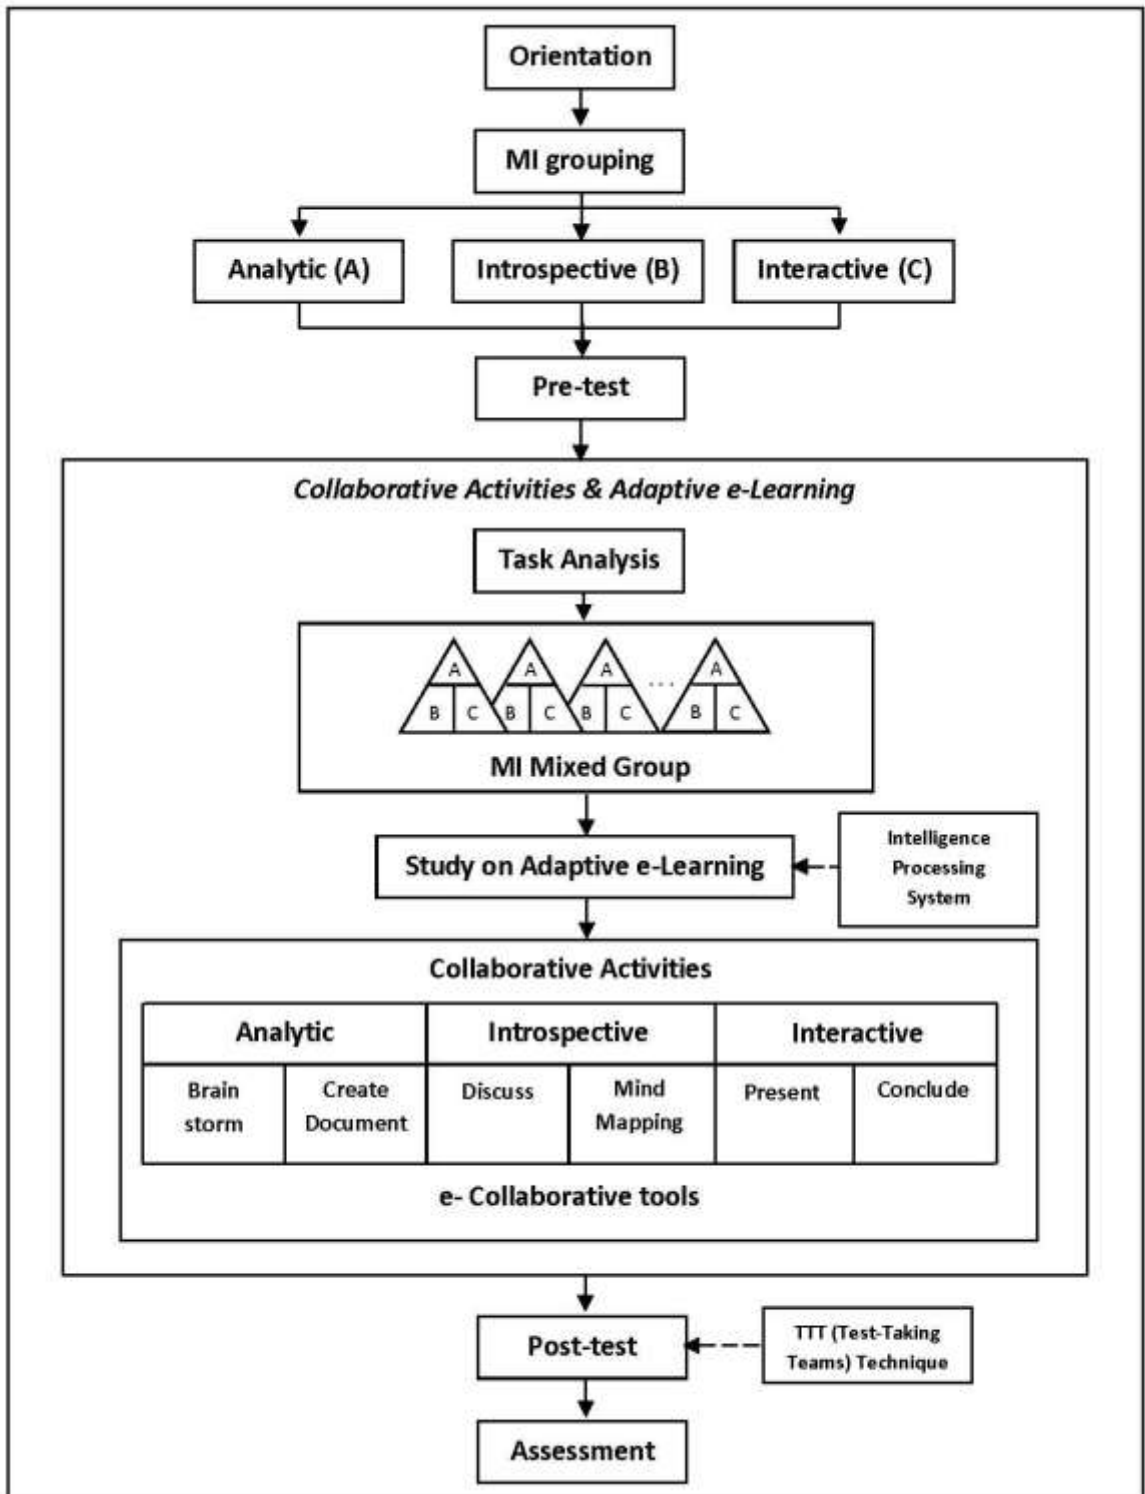 Orientation
MI grouping
Analytic (A)
Introspective (B)
Interactive (C)
Pre-test
Collaborative Activities & Adaptive e-Learning
Task Analysis
A A A ... A
B C B C B C B C
MI Mixed Group
Study on Adaptive e-Learning
Intelligence
Processing
System
Collaborative Activities
Analytic Introspective Interactive
Brain
storm
Create
Document
Discuss
Mind
Mapping
Present
Conclude
e- Collaborative tools
Post-test
TTT (Test-Taking
Teams) Technique
Assessment